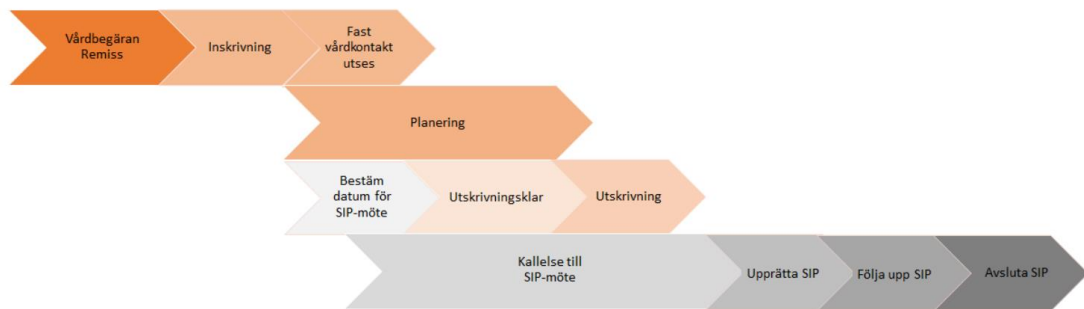 Vårdbegäran
Remiss
Inskrivning
Fast
vårdkontakt
utses
Planering
Bestäm
datum för
SIP-möte
Utskrivningsklar
Utskrivning
Kallelse till
SIP-möte
Upprätta SIP
Följa upp SIP
Avsluta SIP